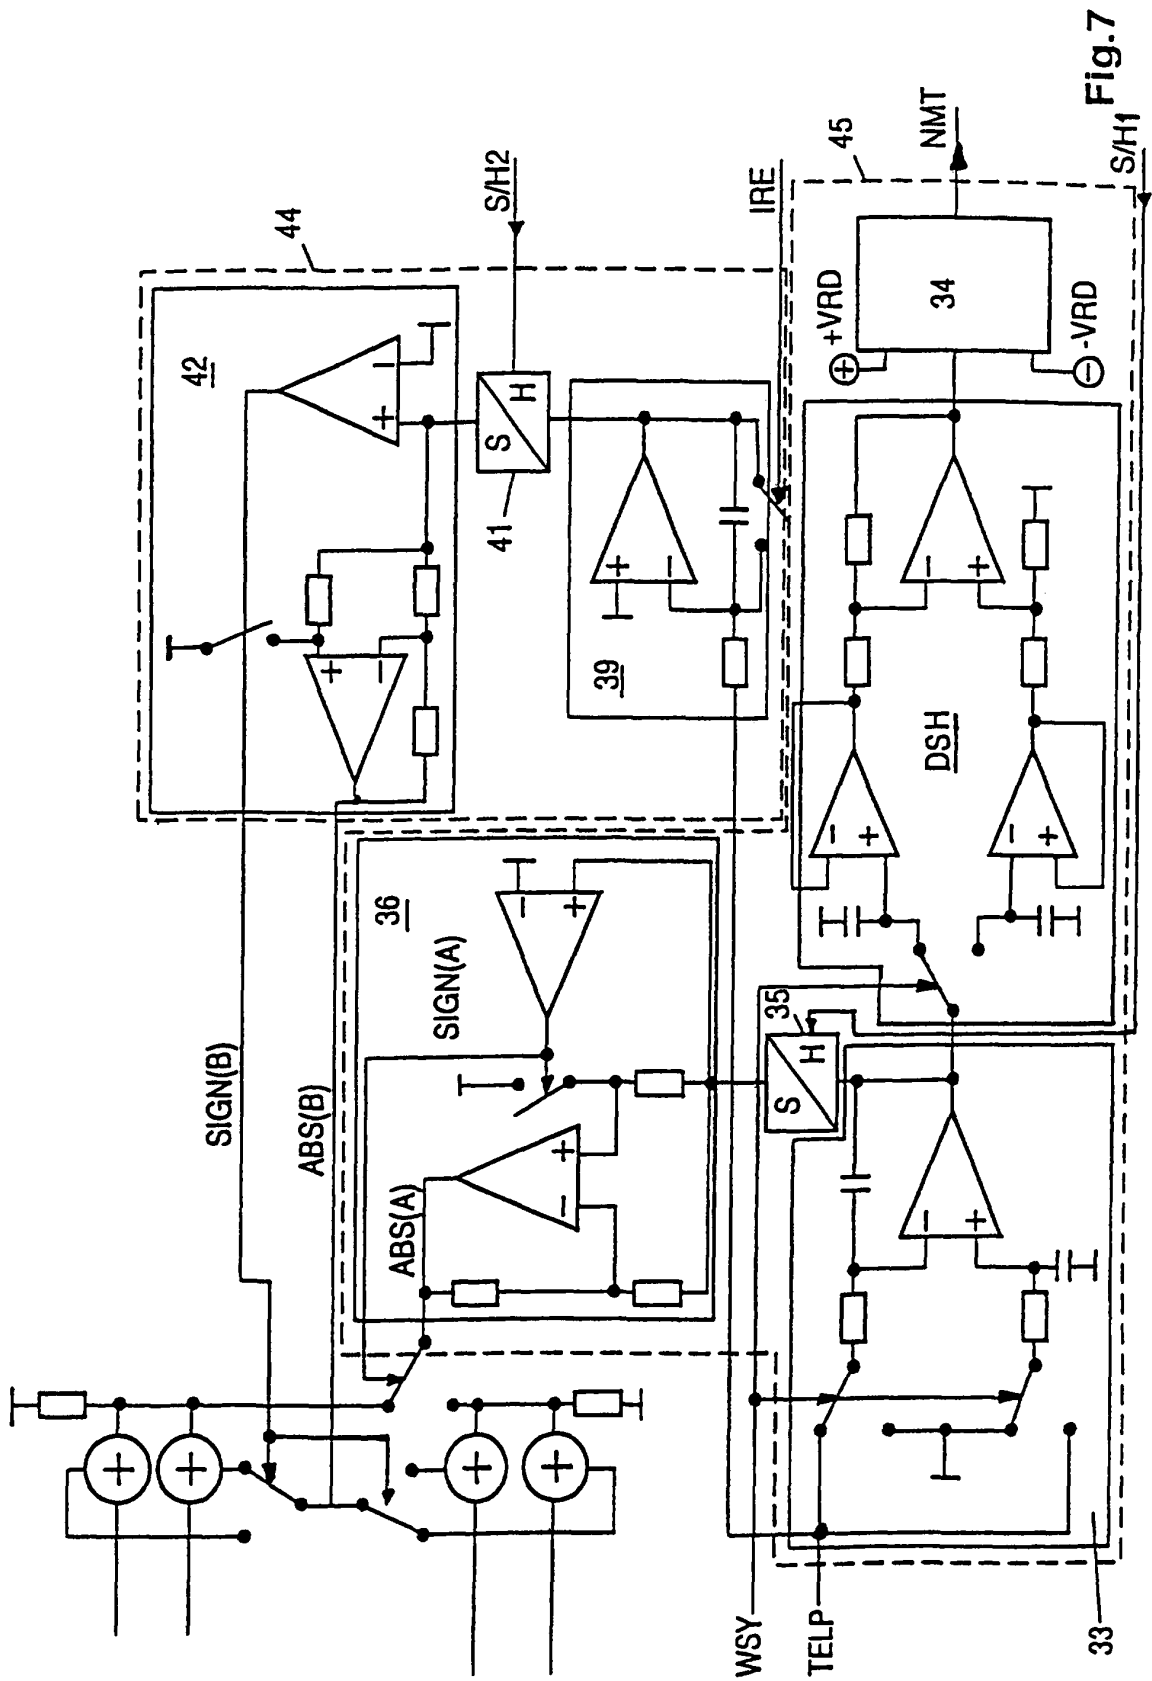 SIGN(B)
ABS(B)
42
44
S/H2
+
−
+
−
S
H
41
36
SIGN(A)
ABS(A)
−
+
−
+
39
+
−
IRE
+
+
+
+
WSY
TELP
33
35
S
H
−
+
DSH
−
+
−
+
−
+
+VRD
+
34
−VRD
−
45
NMT
S/H1
Fig.7